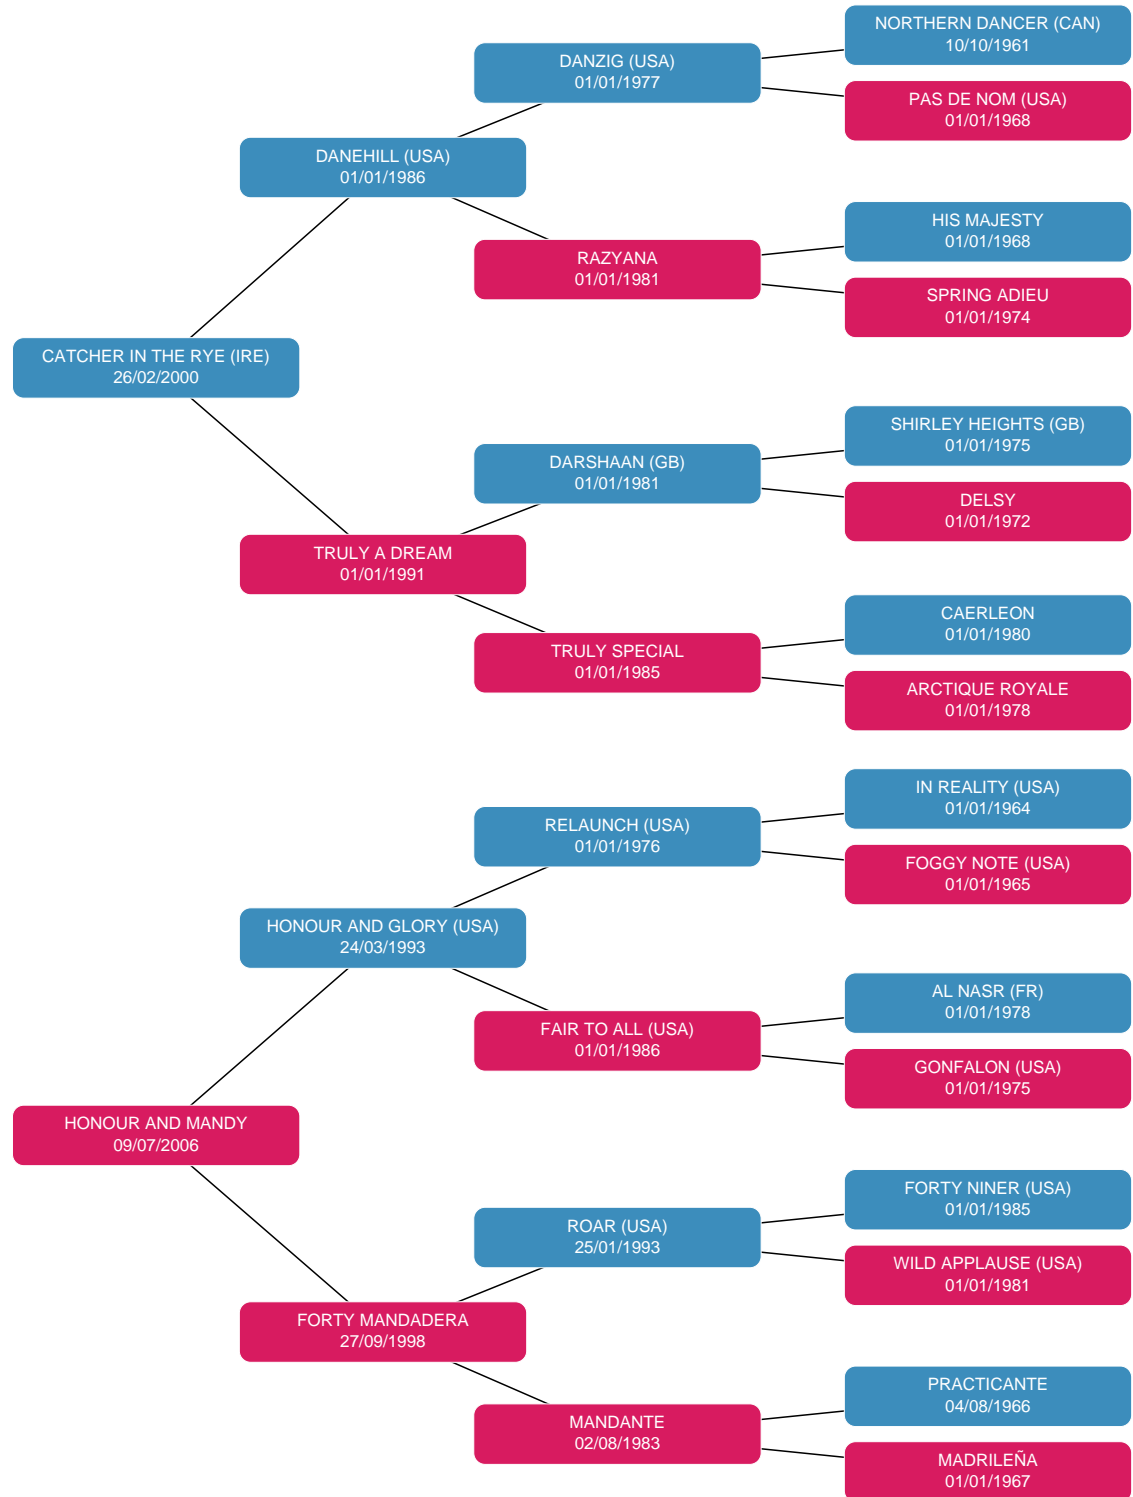 NORTHERN DANCER (CAN)
10/10/1961
DANZIG (USA)
01/01/1977
PAS DE NOM (USA)
01/01/1968
DANEHILL (USA)
01/01/1986
HIS MAJESTY
01/01/1968
RAZYANA
01/01/1981
SPRING ADIEU
01/01/1974
CATCHER IN THE RYE (IRE)
26/02/2000
SHIRLEY HEIGHTS (GB)
01/01/1975
DARSHAAN (GB)
01/01/1981
DELSY
01/01/1972
TRULY A DREAM
01/01/1991
CAERLEON
01/01/1980
TRULY SPECIAL
01/01/1985
ARCTIQUE ROYALE
01/01/1978
IN REALITY (USA)
01/01/1964
RELAUNCH (USA)
01/01/1976
FOGGY NOTE (USA)
01/01/1965
HONOUR AND GLORY (USA)
24/03/1993
AL NASR (FR)
01/01/1978
FAIR TO ALL (USA)
01/01/1986
GONFALON (USA)
01/01/1975
HONOUR AND MANDY
09/07/2006
FORTY NINER (USA)
01/01/1985
ROAR (USA)
25/01/1993
WILD APPLAUSE (USA)
01/01/1981
FORTY MANDADERA
27/09/1998
PRACTICANTE
04/08/1966
MANDANTE
02/08/1983
MADRILEÑA
01/01/1967